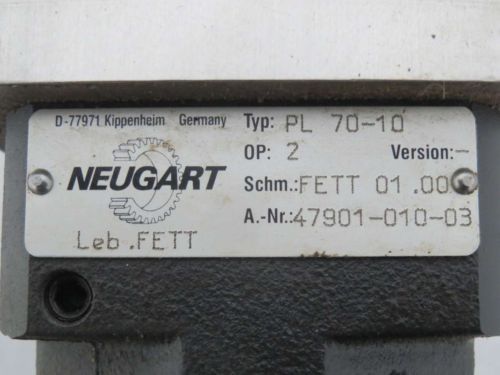 D-77971 Kippenheim Germany
Typ: PL 70-10
OP: 2 Version:-
NEUGART
Schm.: FETT 01.00
A.-Nr.: 47901-010-03
Leb.FETT